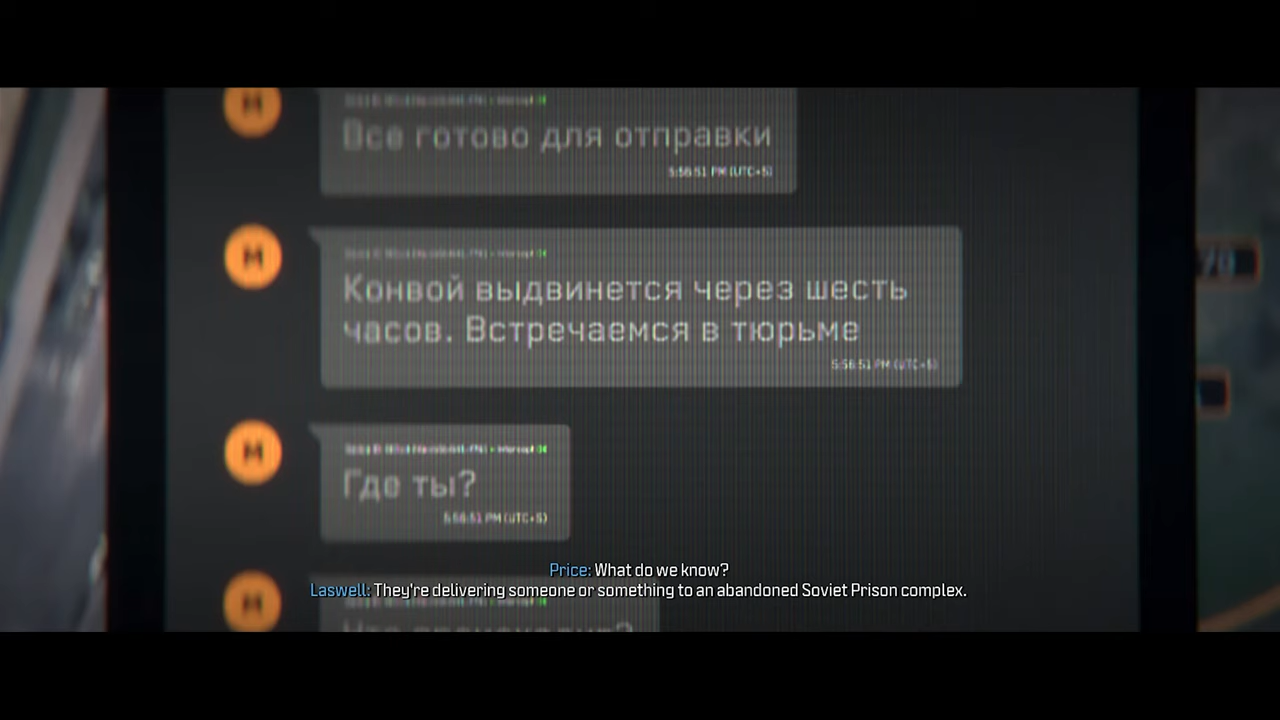 M
Все готово для отправки
5:56:51 PM (UTC+5)
M
Конвой выдвинется через шесть
часов. Встречаемся в тюрьме
5:56:51 PM (UTC+5)
M
Где ты?
5:56:51 PM (UTC+5)
M
70
Price: What do we know?
Laswell: They're delivering someone or something to an abandoned Soviet Prison complex.